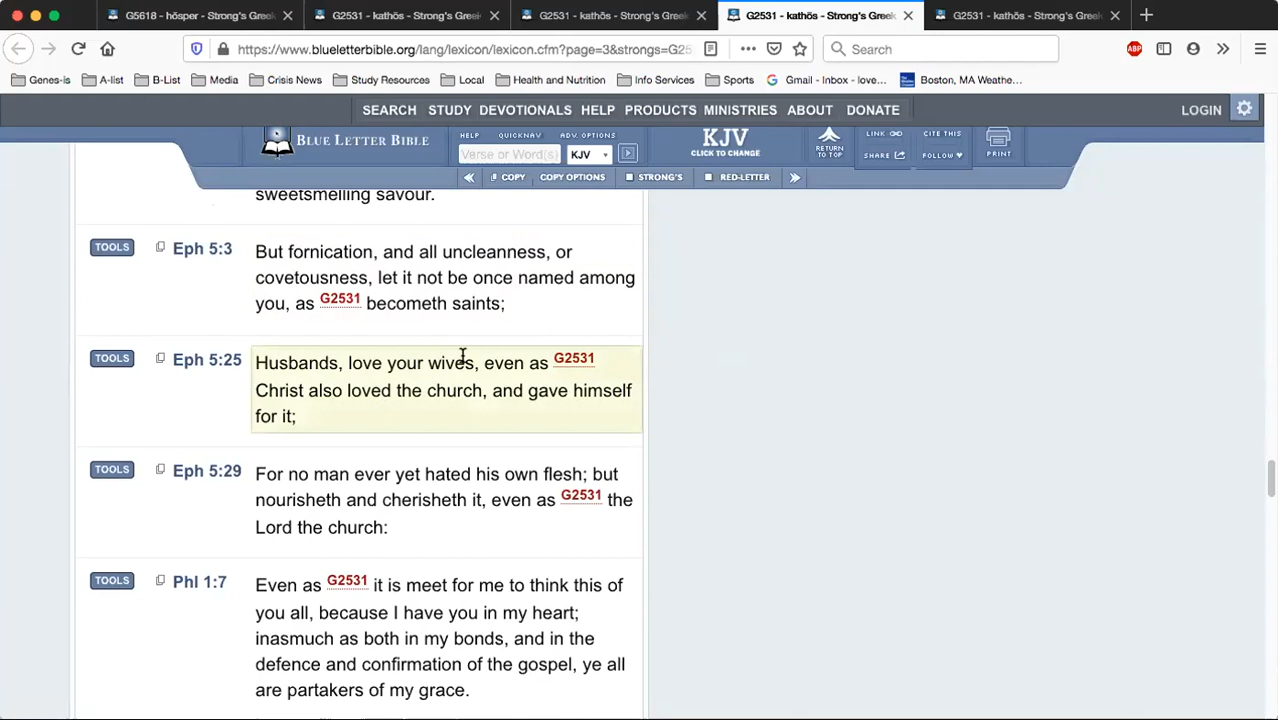 G5618 - hōsper - Strong's Greek
G2531 - kathōs - Strong's Greek
G2531 - kathōs - Strong's Greek
G2531 - kathōs - Strong's Greek
G2531 - kathōs - Strong's Greek
https://www.blueletterbible.org/lang/lexicon/lexicon.cfm?page=3&strongs=G25
Search
ABP
Genes-is A-list B-List Media Crisis News Study Resources Local Health and Nutrition Info Services Sports Gmail - Inbox - love... Boston, MA Weathe...
SEARCH STUDY DEVOTIONALS HELP PRODUCTS MINISTRIES ABOUT DONATE LOGIN
BLUE LETTER BIBLE
HELP QUICKNAV ADV. OPTIONS
Verse or Word(s) KJV
KJV
CLICK TO CHANGE
RETURN
TO TOP
LINK CITE THIS
SHARE FOLLOW
PRINT
COPY COPY OPTIONS STRONG'S RED-LETTER
sweetsmelling savour.
TOOLS Eph 5:3 But fornication, and all uncleanness, or
covetousness, let it not be once named among
you, as G2531 becometh saints;
TOOLS Eph 5:25 Husbands, love your wives, even as G2531
Christ also loved the church, and gave himself
for it;
TOOLS Eph 5:29 For no man ever yet hated his own flesh; but
nourisheth and cherisheth it, even as G2531 the
Lord the church:
TOOLS Phl 1:7 Even as G2531 it is meet for me to think this of
you all, because I have you in my heart;
inasmuch as both in my bonds, and in the
defence and confirmation of the gospel, ye all
are partakers of my grace.